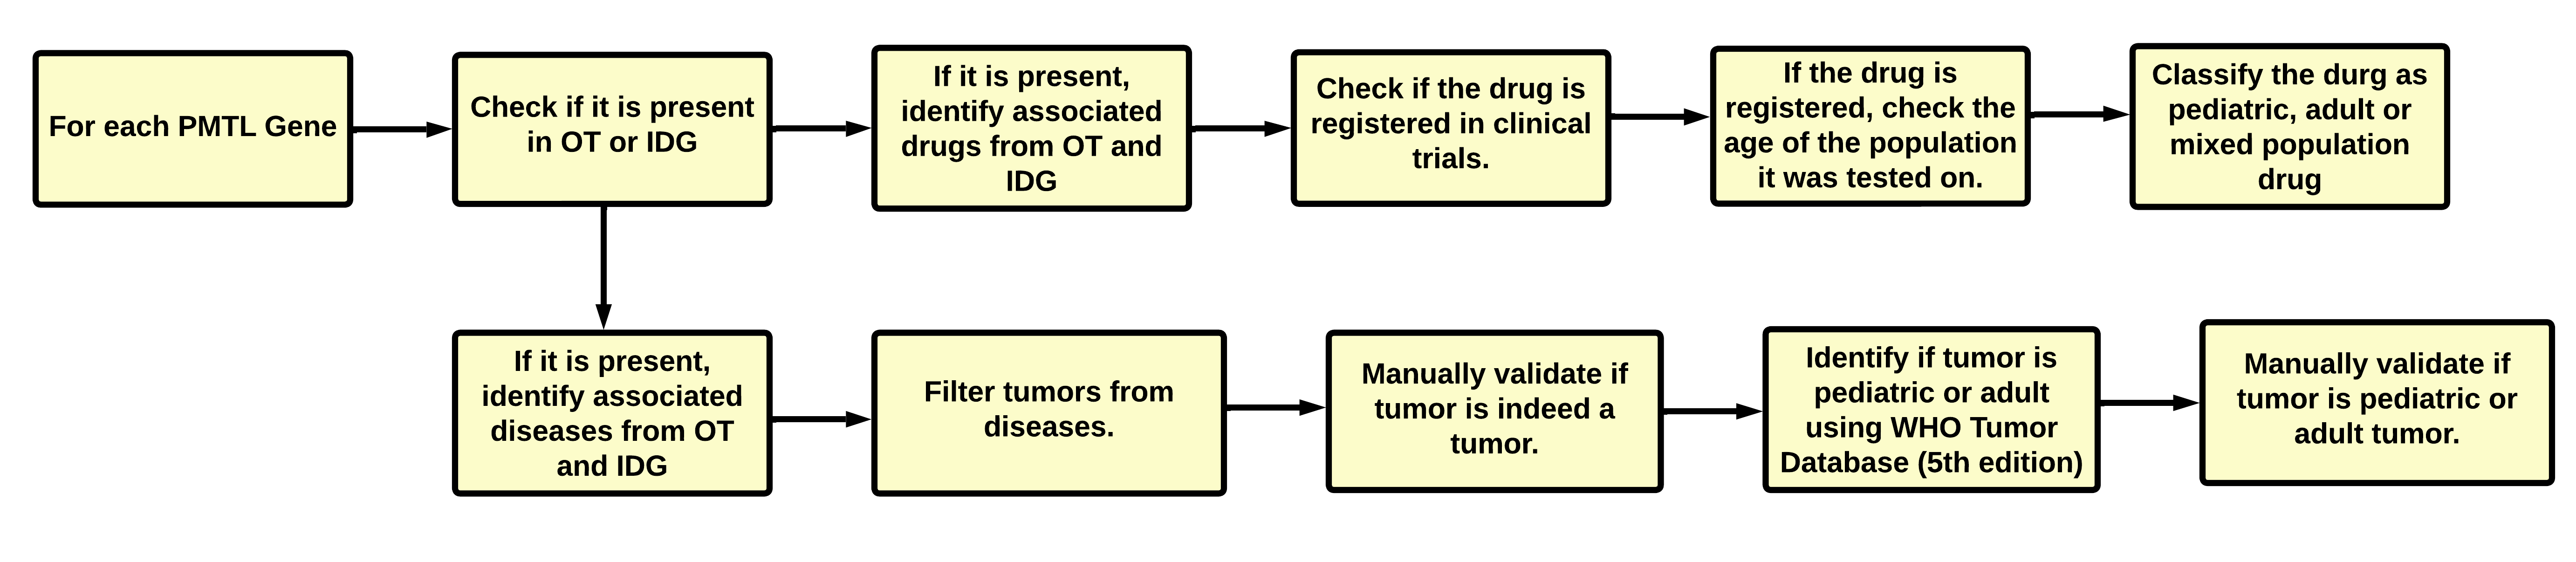 For each PMTL Gene
Check if it is present
in OT or IDG
If it is present,
identify associated
drugs from OT and
IDG
Check if the drug is
registered in clinical
trials.
If the drug is
registered, check the
age of the population
it was tested on.
Classify the durg as
pediatric, adult or
mixed population
drug
If it is present,
identify associated
diseases from OT
and IDG
Filter tumors from
diseases.
Manually validate if
tumor is indeed a
tumor.
Identify if tumor is
pediatric or adult
using WHO Tumor
Database (5th edition)
Manually validate if
tumor is pediatric or
adult tumor.